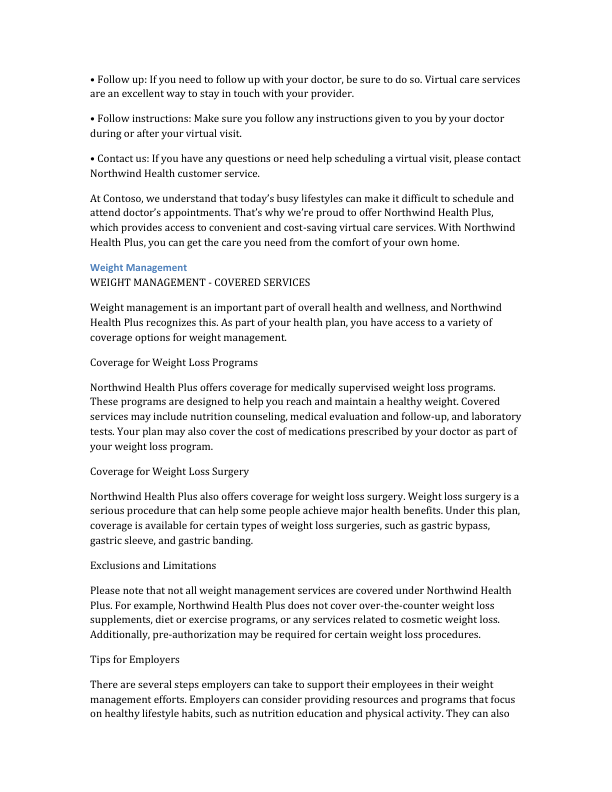 • Follow up: If you need to follow up with your doctor, be sure to do so. Virtual care services
are an excellent way to stay in touch with your provider.
• Follow instructions: Make sure you follow any instructions given to you by your doctor
during or after your virtual visit.
• Contact us: If you have any questions or need help scheduling a virtual visit, please contact
Northwind Health customer service.
At Contoso, we understand that today’s busy lifestyles can make it difficult to schedule and
attend doctor’s appointments. That’s why we’re proud to offer Northwind Health Plus,
which provides access to convenient and cost-saving virtual care services. With Northwind
Health Plus, you can get the care you need from the comfort of your own home.
Weight Management
WEIGHT MANAGEMENT - COVERED SERVICES
Weight management is an important part of overall health and wellness, and Northwind
Health Plus recognizes this. As part of your health plan, you have access to a variety of
coverage options for weight management.
Coverage for Weight Loss Programs
Northwind Health Plus offers coverage for medically supervised weight loss programs.
These programs are designed to help you reach and maintain a healthy weight. Covered
services may include nutrition counseling, medical evaluation and follow-up, and laboratory
tests. Your plan may also cover the cost of medications prescribed by your doctor as part of
your weight loss program.
Coverage for Weight Loss Surgery
Northwind Health Plus also offers coverage for weight loss surgery. Weight loss surgery is a
serious procedure that can help some people achieve major health benefits. Under this plan,
coverage is available for certain types of weight loss surgeries, such as gastric bypass,
gastric sleeve, and gastric banding.
Exclusions and Limitations
Please note that not all weight management services are covered under Northwind Health
Plus. For example, Northwind Health Plus does not cover over-the-counter weight loss
supplements, diet or exercise programs, or any services related to cosmetic weight loss.
Additionally, pre-authorization may be required for certain weight loss procedures.
Tips for Employers
There are several steps employers can take to support their employees in their weight
management efforts. Employers can consider providing resources and programs that focus
on healthy lifestyle habits, such as nutrition education and physical activity. They can also